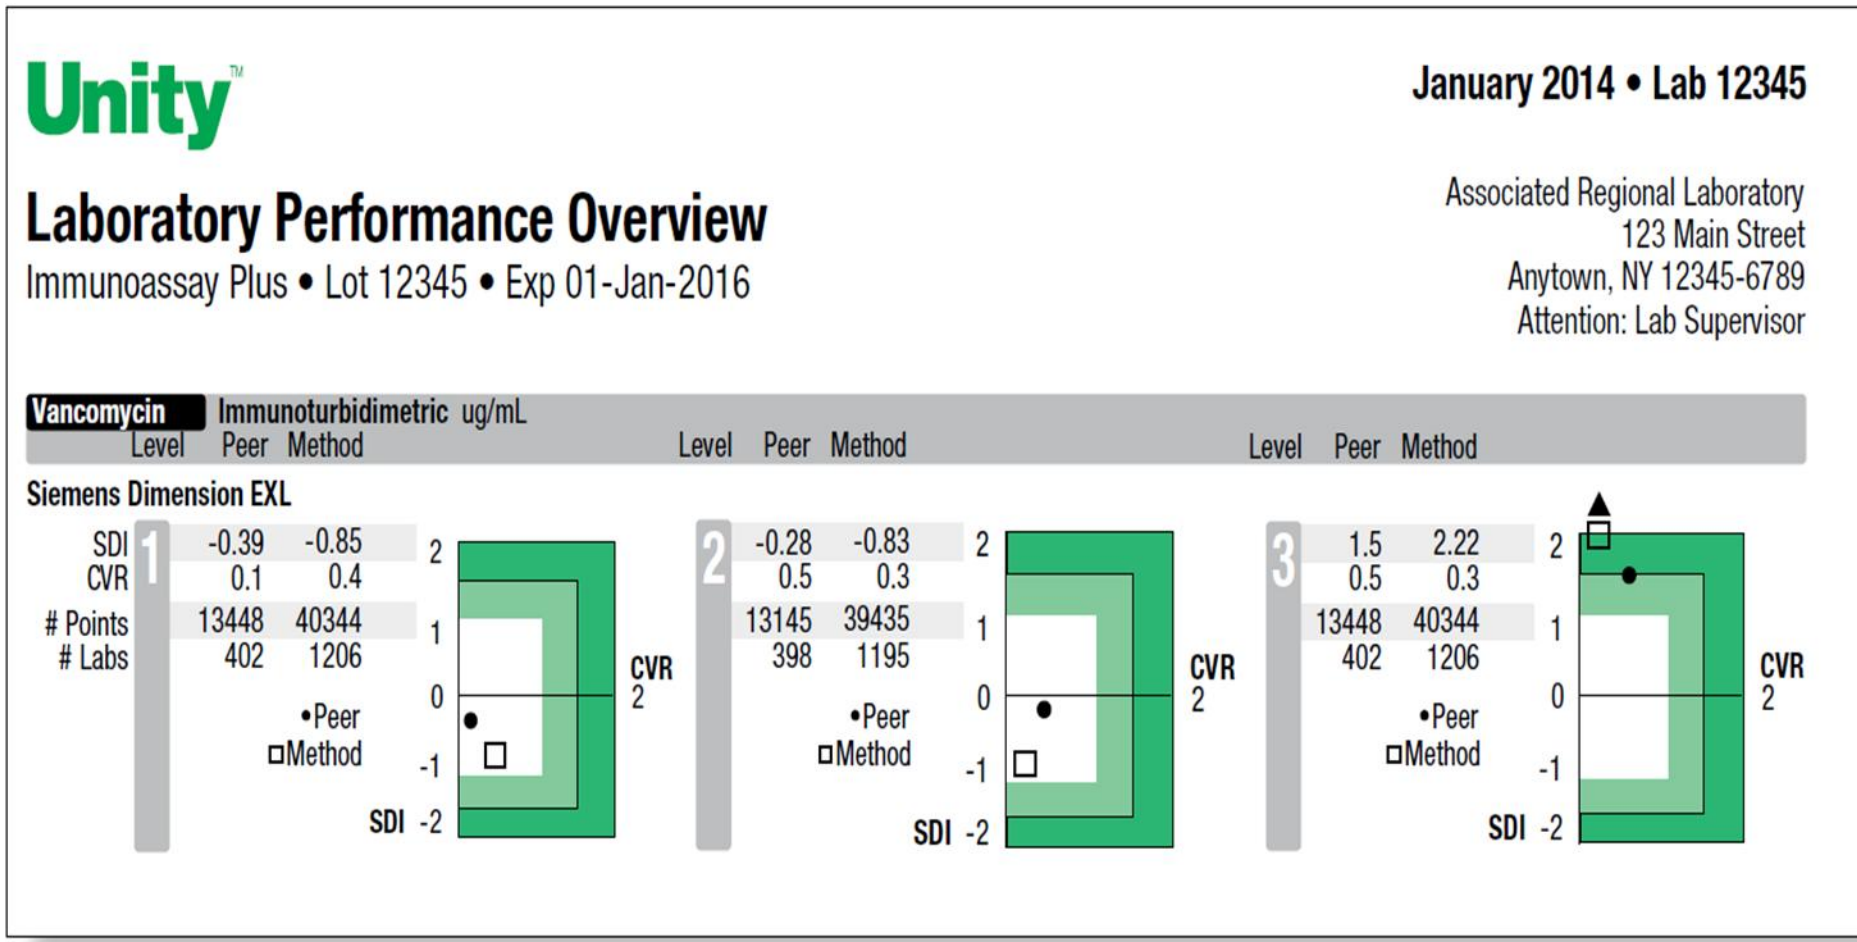 Unity™
January 2014 • Lab 12345
Laboratory Performance Overview
Immunoassay Plus • Lot 12345 • Exp 01-Jan-2016
Associated Regional Laboratory
123 Main Street
Anytown, NY 12345-6789
Attention: Lab Supervisor
Vancomycin Immunoturbidimetric ug/mL
Level Peer Method Level Peer Method Level Peer Method
Siemens Dimension EXL
SDI 1 -0.39 -0.85
CVR 0.1 0.4
# Points 13448 40344
# Labs 402 1206
•Peer
□Method
2
1
0
-1
SDI -2
CVR
2
2 -0.28 -0.83
0.5 0.3
13145 39435
398 1195
•Peer
□Method
2
1
0
-1
SDI -2
CVR
2
3 1.5 2.22
0.5 0.3
13448 40344
402 1206
•Peer
□Method
2
1
0
-1
SDI -2
CVR
2